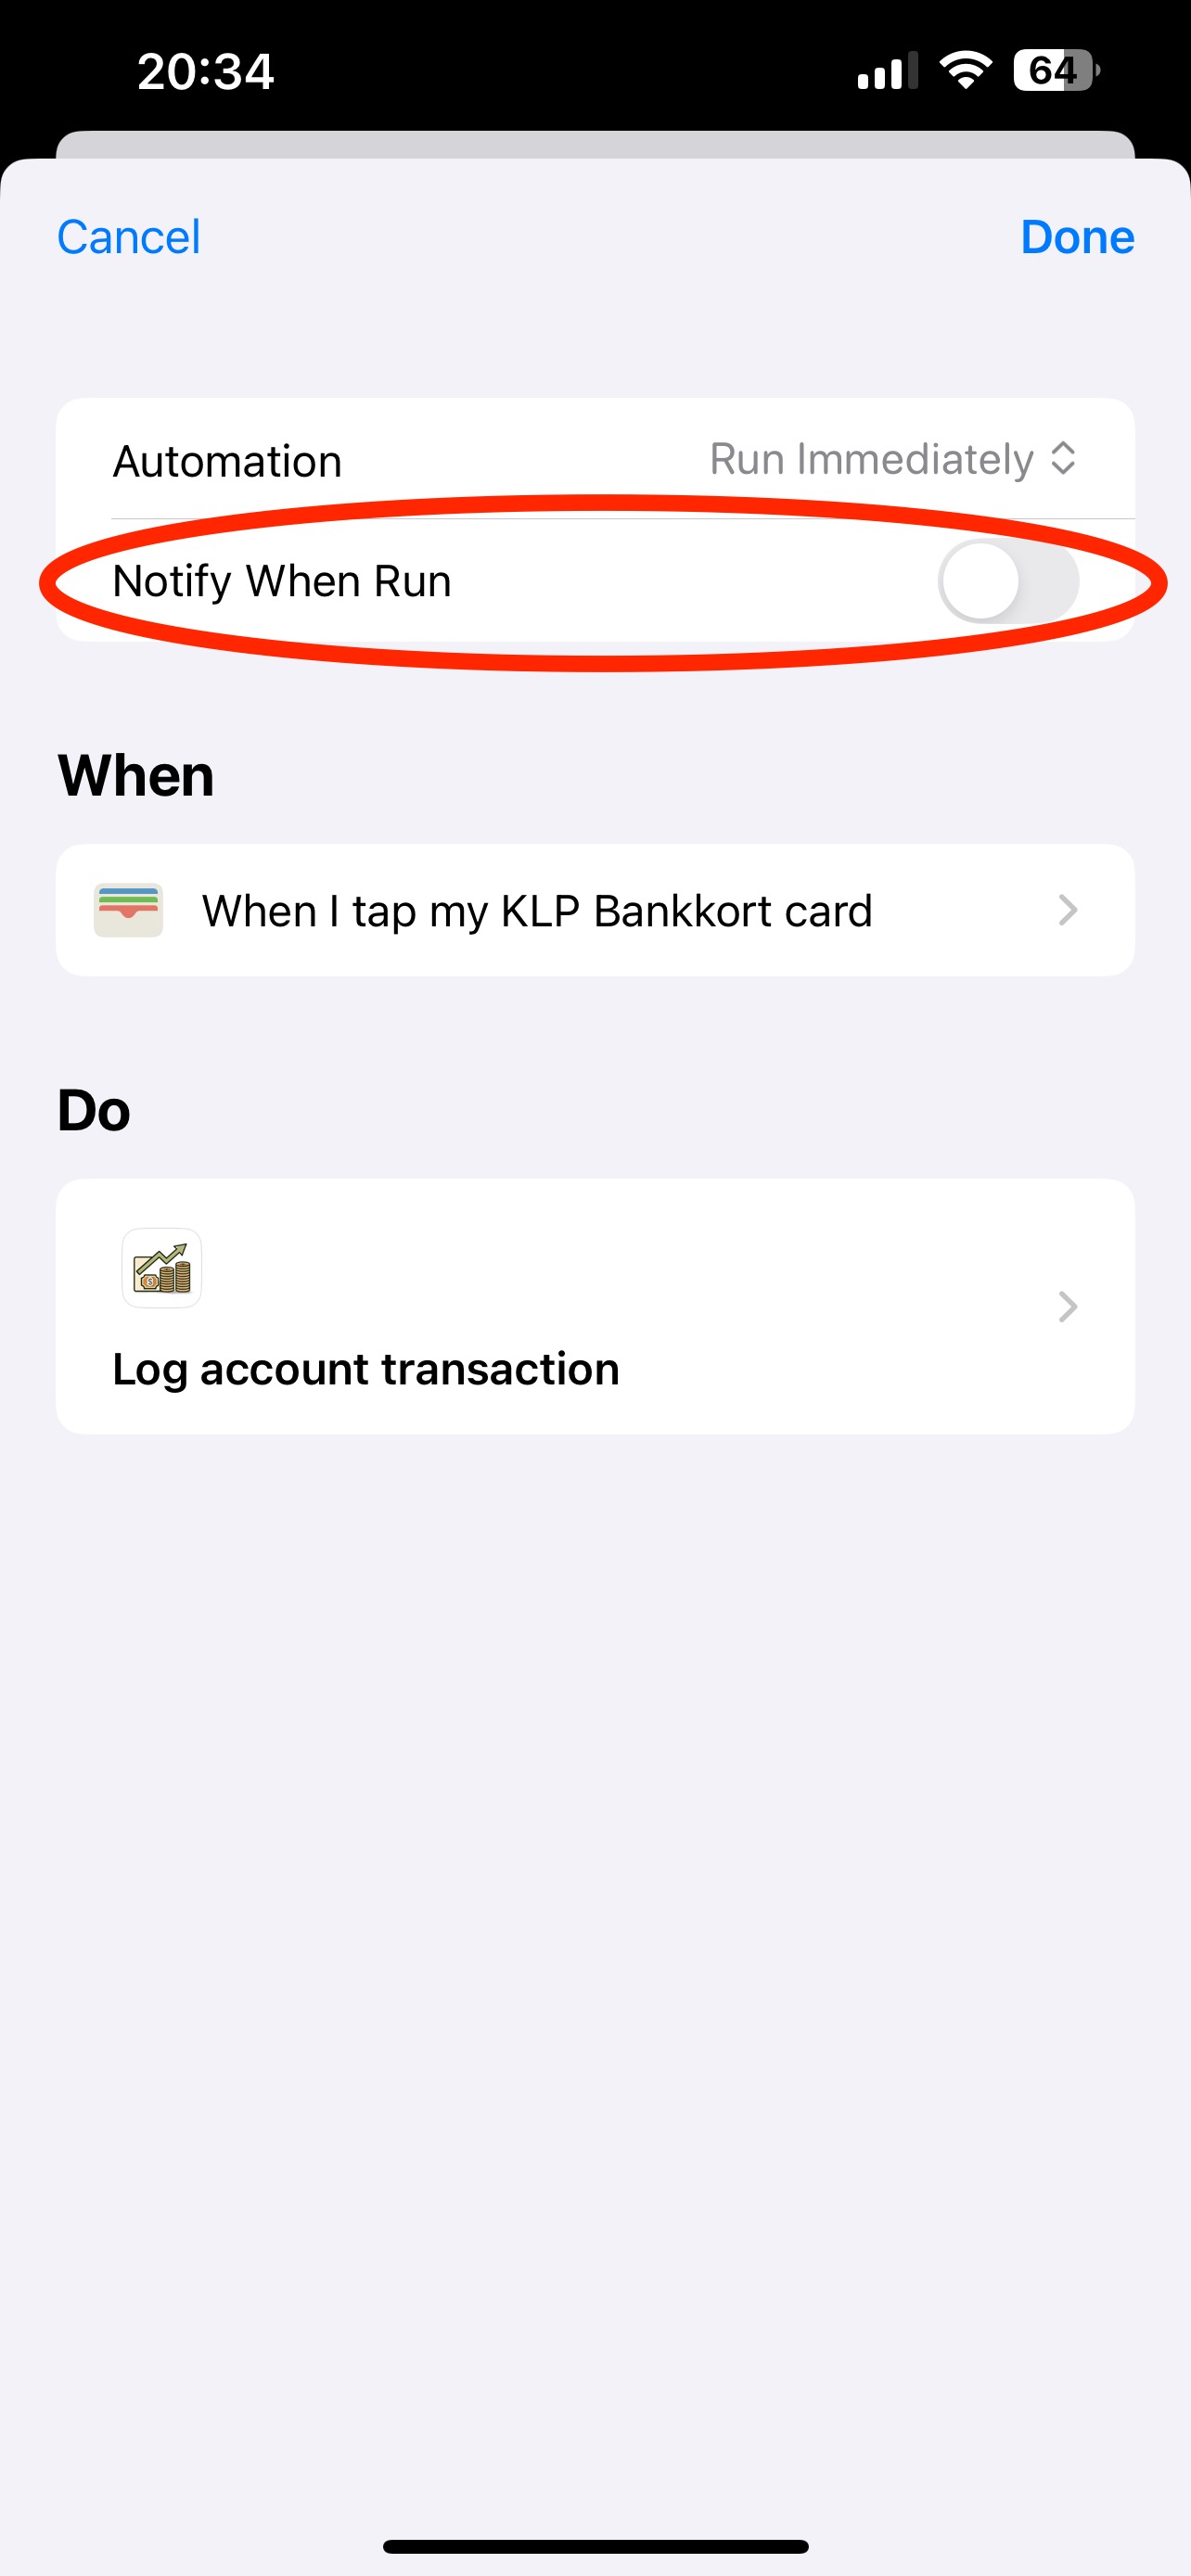 20:34
64
Cancel
Done
Automation
Run Immediately
Notify When Run
When
When I tap my KLP Bankkort card
Do
Log account transaction